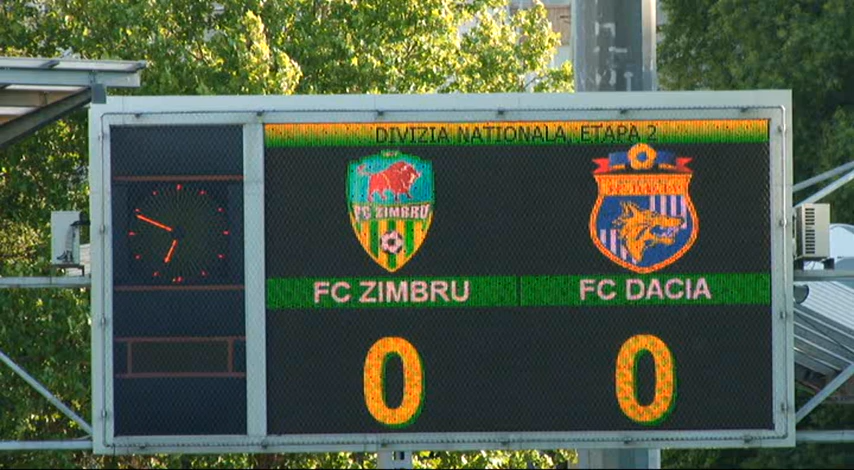 DIVIZIA NATIONALA, ETAPA 2
FC ZIMBRU
FC ZIMBRU
FC DACIA
0
0